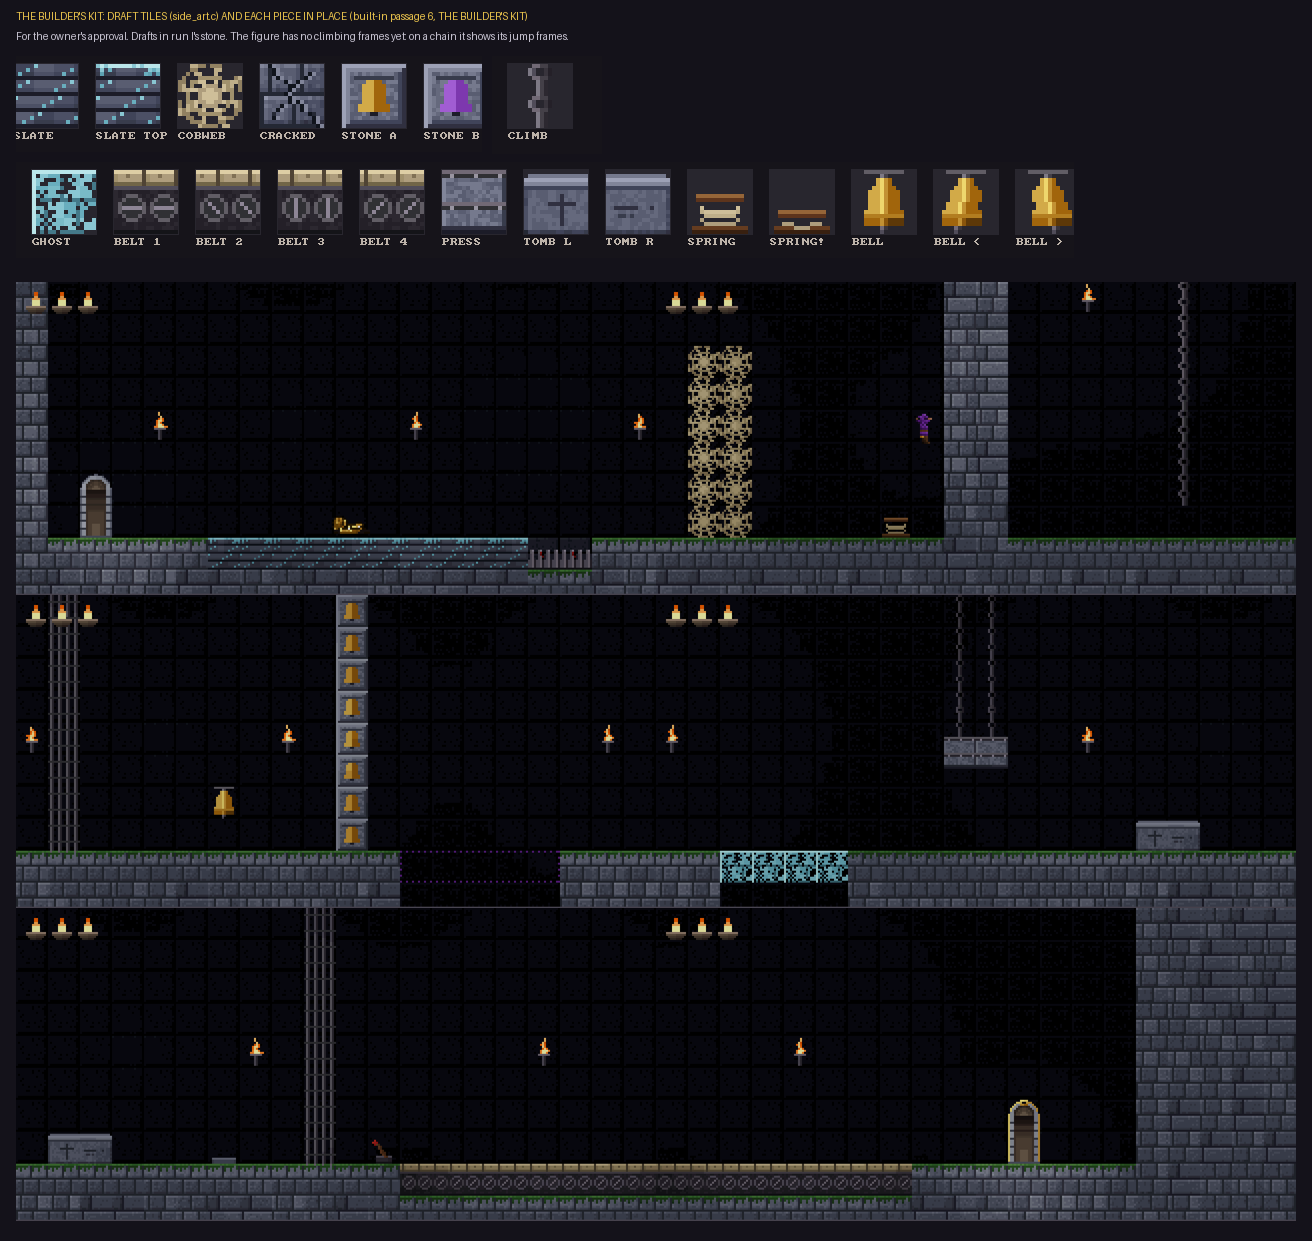 THE BUILDER'S KIT: DRAFT TILES (side_art.c) AND EACH PIECE IN PLACE (built-in passage 6, THE BUILDER'S KIT)
For the owner's approval. Drafts in run I's stone. The figure has no climbing frames yet: on a chain it shows its jump frames.
SLATE SLATE TOP COBWEB CRACKED STONE A STONE B CLIMB
GHOST BELT 1 BELT 2 BELT 3 BELT 4 PRESS TOMB L TOMB R SPRING SPRING! BELL BELL < BELL >